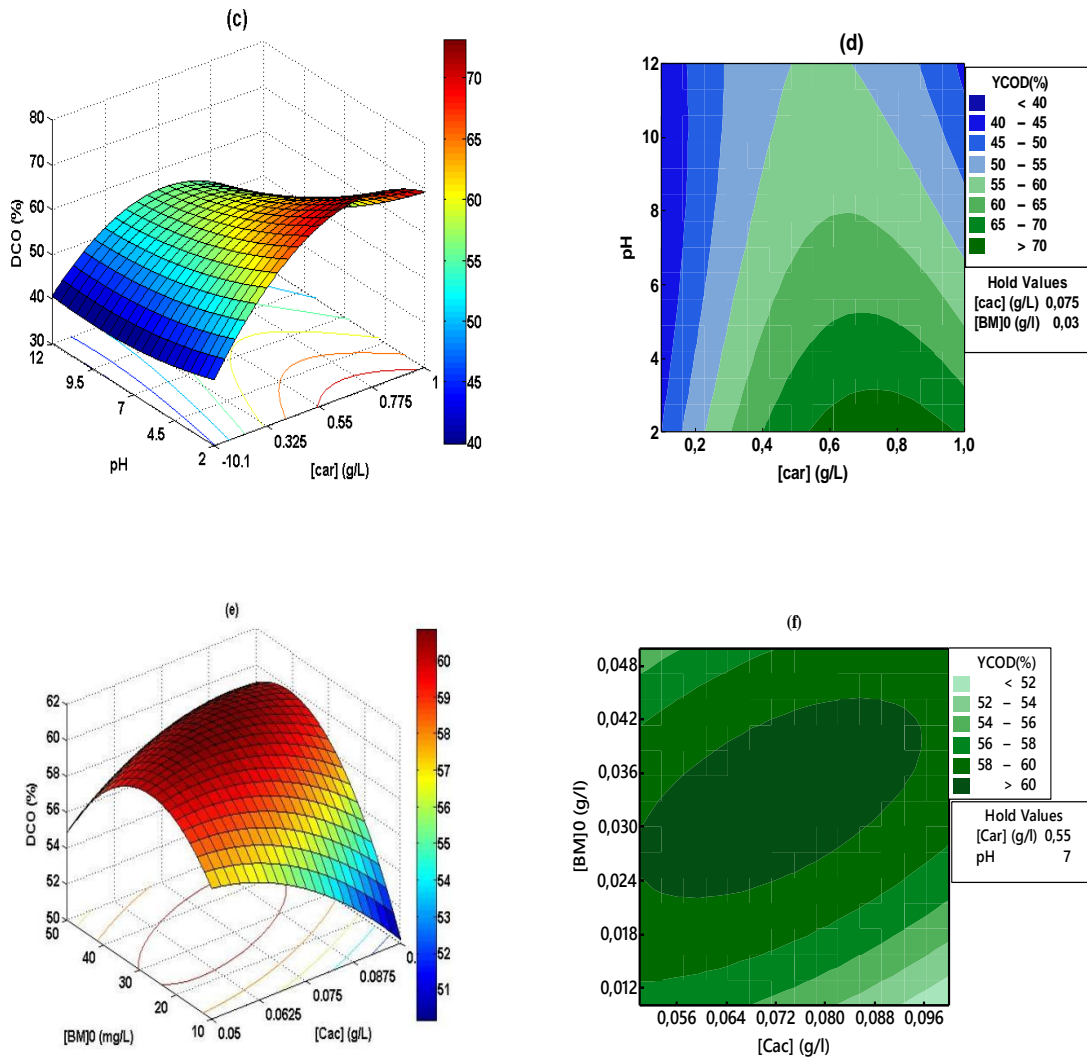 (c)
80
70
60
50
40
30
DCO (%)
12
9.5
7
4.5
2
pH
-10.1
0.325
0.55
0.775
1
[car] (g/L)
70
65
60
55
50
45
40
(d)
12
10
8
6
4
2
pH
0,2 0,4 0,6 0,8 1,0
[car] (g/L)
YCOD(%)
< 40
40 – 45
45 – 50
50 – 55
55 – 60
60 – 65
65 – 70
> 70
Hold Values
[cac] (g/L) 0,075
[BM]0 (g/l) 0,03
(e)
62
60
58
56
54
52
50
DCO (%)
50
40
30
20
10
[BM]0 (mg/L)
0.05
0.0625
0.075
0.0875
0.
[Cac] (g/L)
60
59
58
57
56
55
54
53
52
51
(f)
0,048
0,042
0,036
0,030
0,024
0,018
0,012
[BM]0 (g/l)
0,056 0,064 0,072 0,080 0,088 0,096
[Cac] (g/l)
YCOD(%)
< 52
52 – 54
54 – 56
56 – 58
58 – 60
> 60
Hold Values
[Car] (g/l) 0,55
pH 7